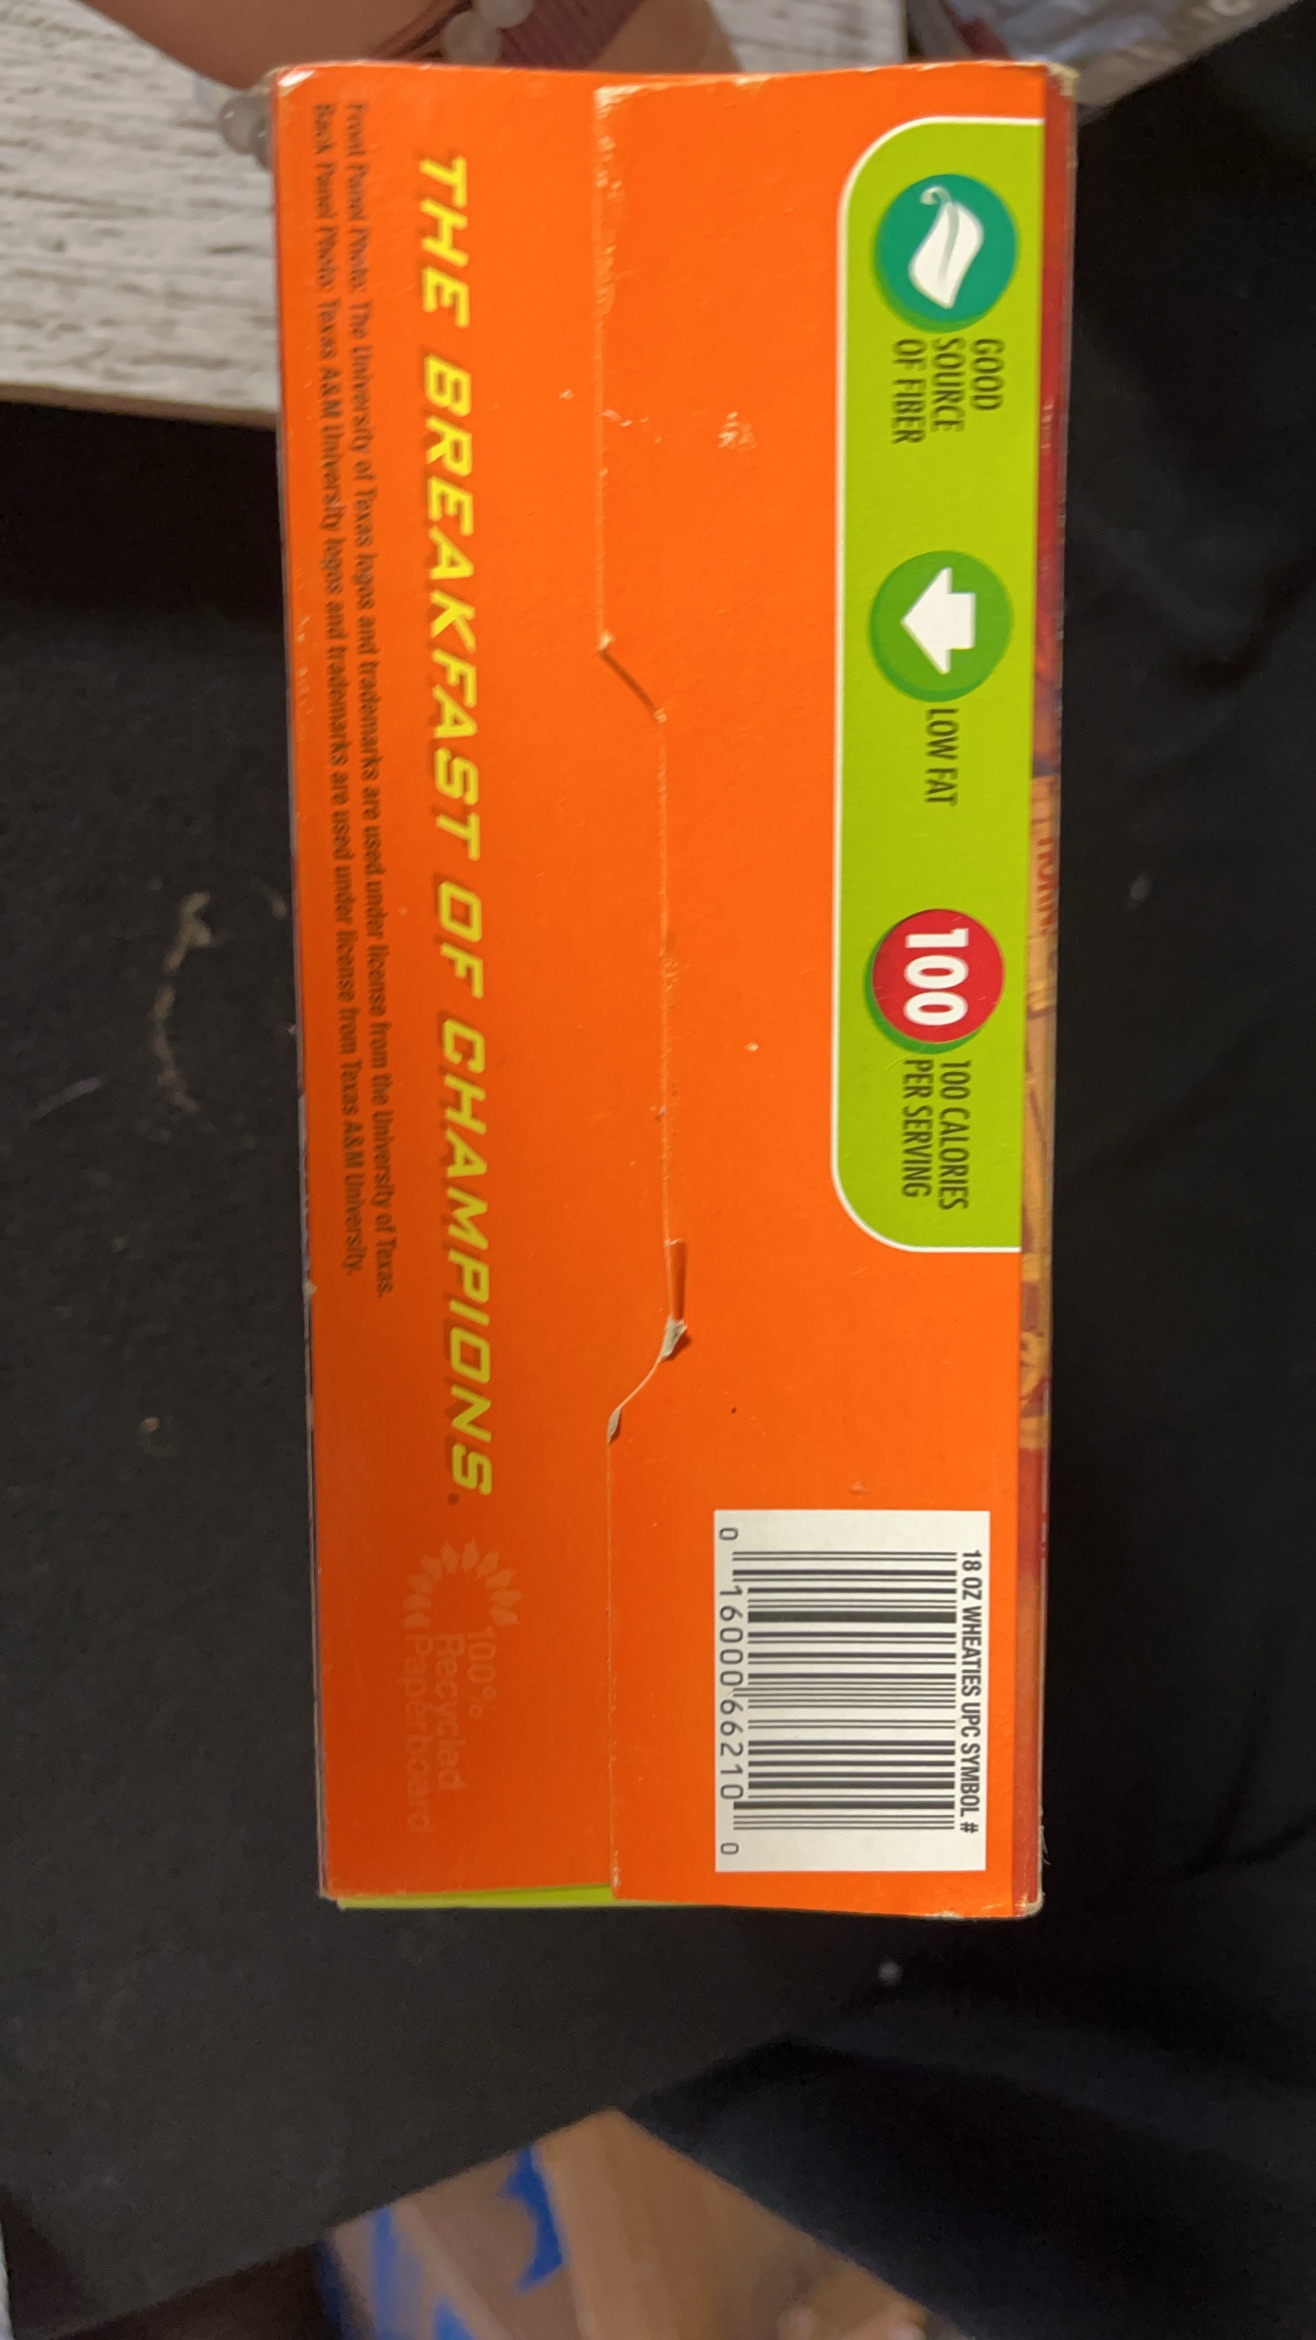 GOOD
SOURCE
OF FIBER
LOW FAT
100
100 CALORIES
PER SERVING
18 OZ WHEATIES UPC SYMBOL #
0 16000 66210 0
THE BREAKFAST OF CHAMPIONS.
100%
Recycled
Paperboard
Front Panel Photo: The University of Texas logos and trademarks are used under license from the University of Texas.
Back Panel Photo: Texas A&M University logos and trademarks are used under license from Texas A&M University.